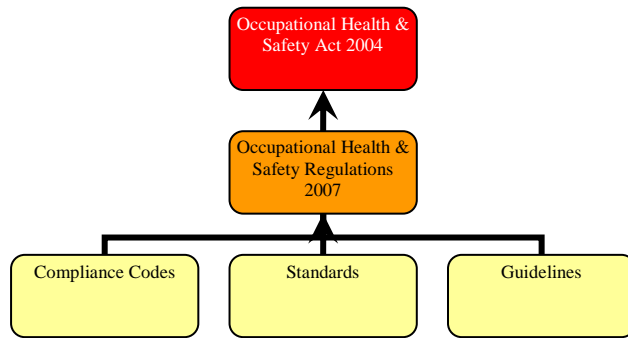 Occupational Health &
Safety Act 2004
Occupational Health &
Safety Regulations
2007
Compliance Codes
Standards
Guidelines